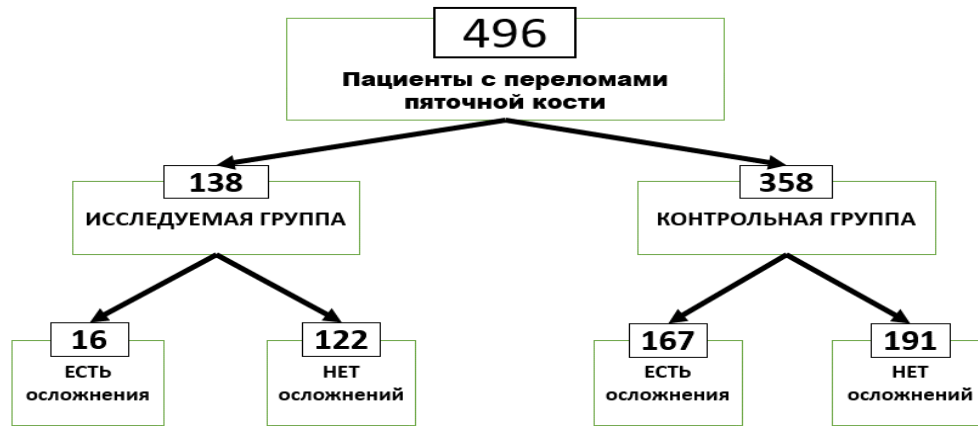 496
Пациенты с переломами
пяточной кости
138
ИССЛЕДУЕМАЯ ГРУППА
358
КОНТРОЛЬНАЯ ГРУППА
16
ЕСТЬ
осложнения
122
НЕТ
осложнений
167
ЕСТЬ
осложнения
191
НЕТ
осложнений